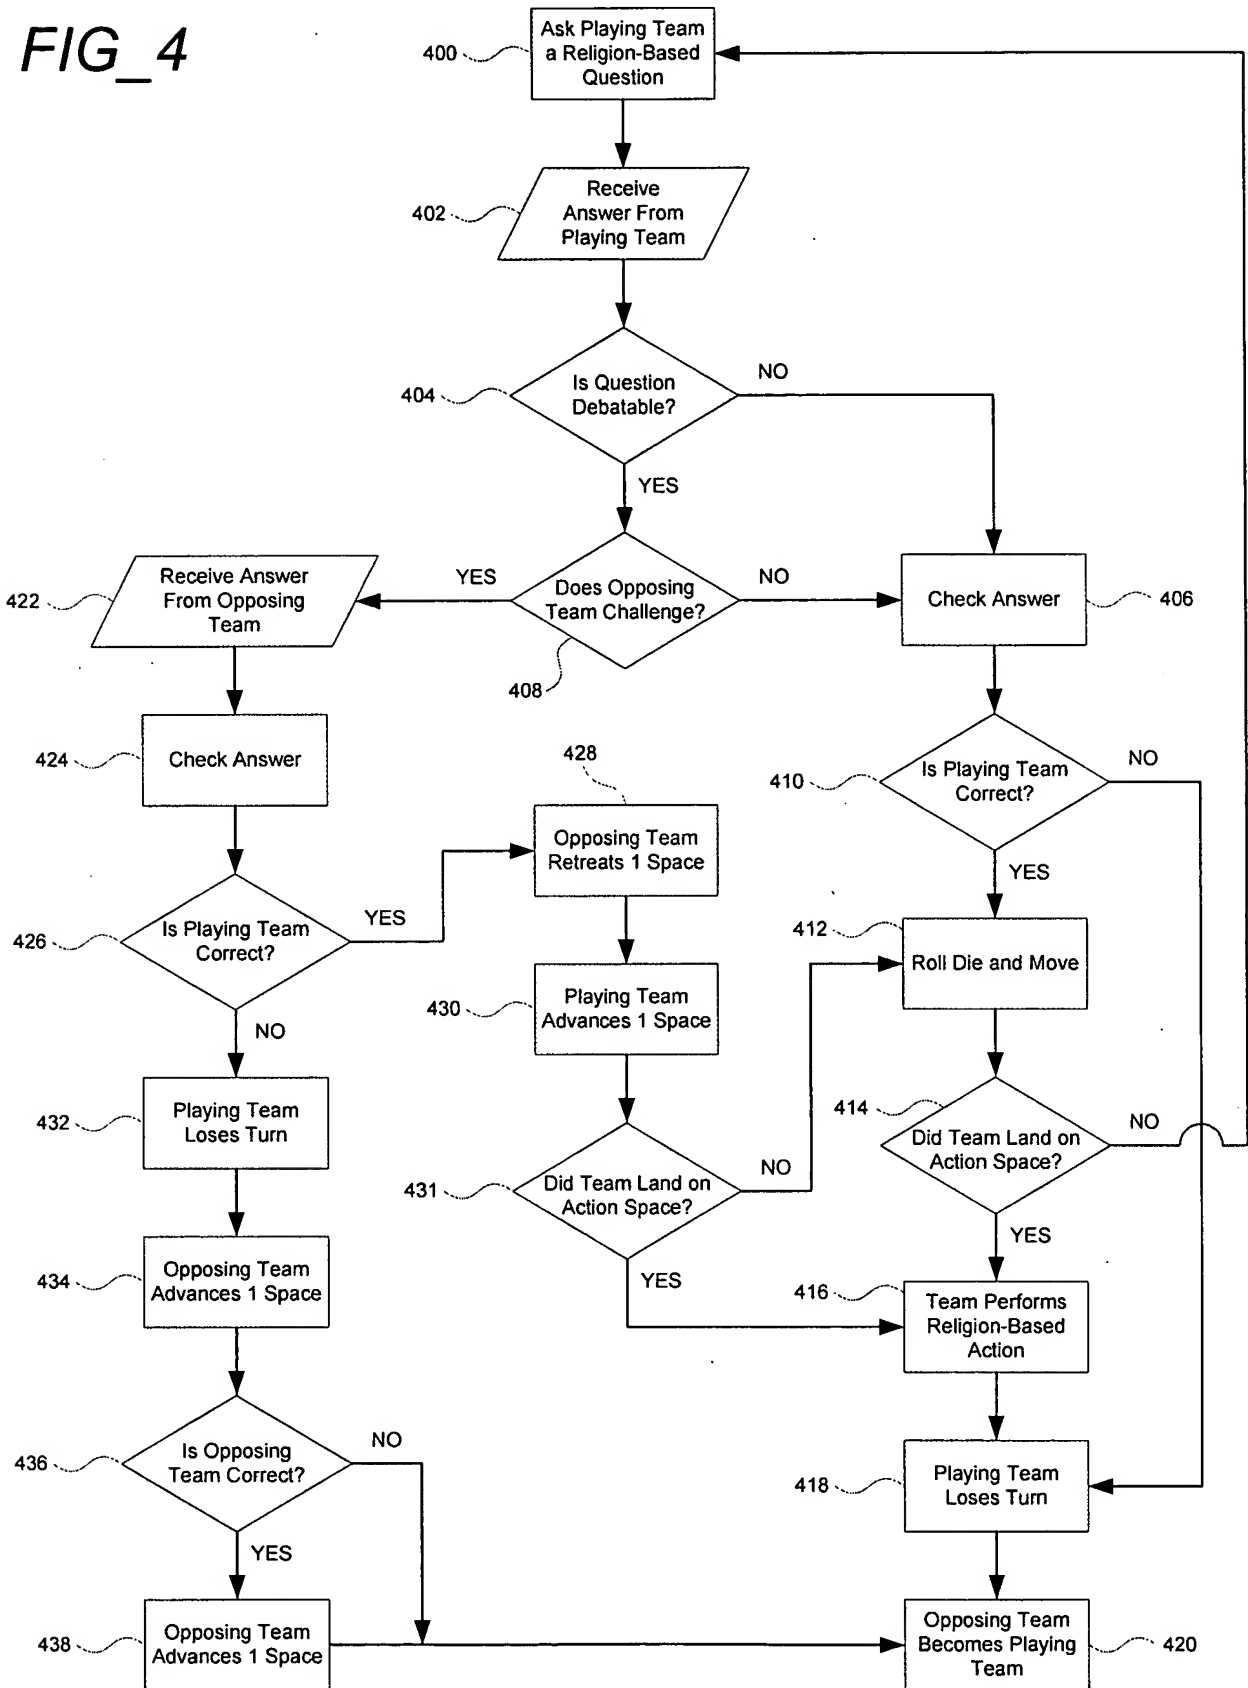 FIG_4
400
Ask Playing Team
a Religion-Based
Question
402
Receive
Answer From
Playing Team
404
Is Question
Debatable?
NO
YES
422
Receive Answer
From Opposing
Team
YES
Does Opposing
Team Challenge?
408
NO
Check Answer
406
424
Check Answer
428
Opposing Team
Retreats 1 Space
410
Is Playing Team
Correct?
NO
YES
426
Is Playing Team
Correct?
YES
NO
412
Roll Die and Move
430
Playing Team
Advances 1 Space
432
Playing Team
Loses Turn
414
Did Team Land on
Action Space?
NO
YES
431
Did Team Land on
Action Space?
NO
YES
434
Opposing Team
Advances 1 Space
416
Team Performs
Religion-Based
Action
436
Is Opposing
Team Correct?
NO
YES
418
Playing Team
Loses Turn
438
Opposing Team
Advances 1 Space
Opposing Team
Becomes Playing
Team
420